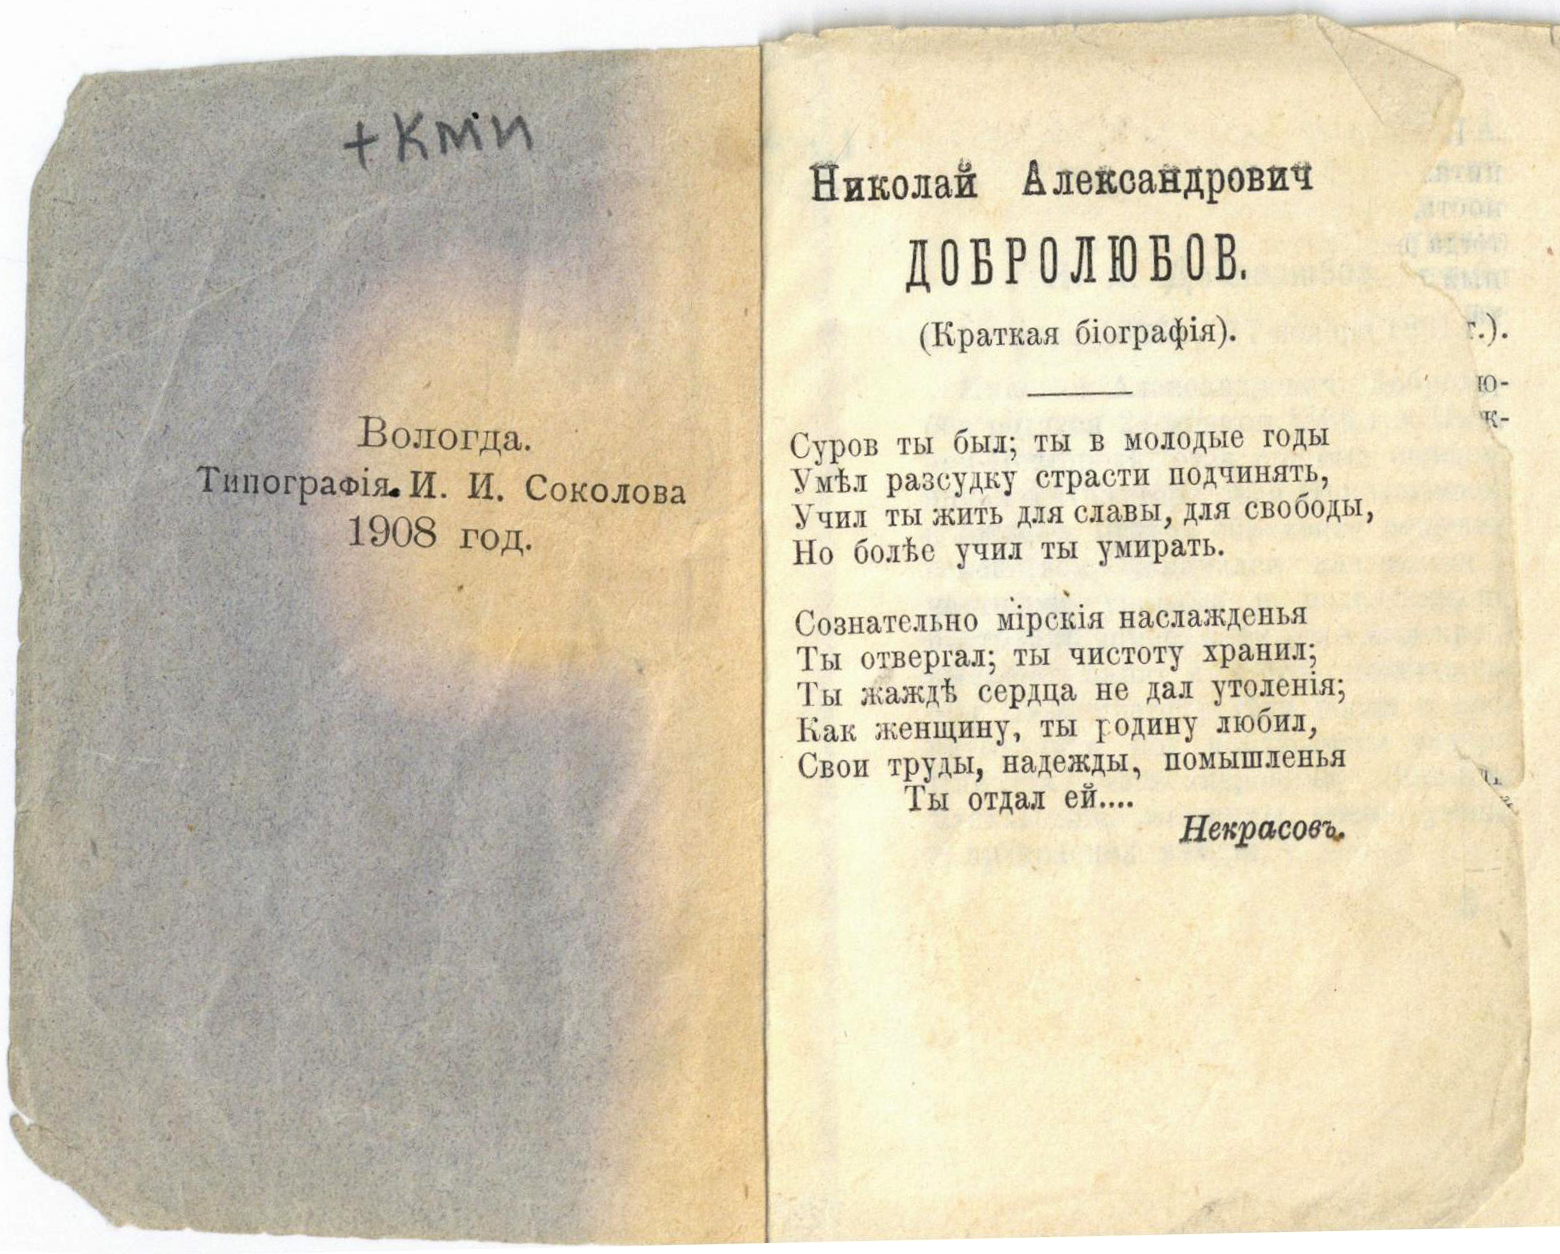 +КМИ
Вологда.
Типографія. И. И. Соколова
1908 год.
Николай Александрович
ДОБРОЛЮБОВ.
(Краткая біографія).
г.).
ю-
ж-
Суров ты был; ты в молодые годы
Умѣл разсудку страсти подчинять,
Учил ты жить для славы, для свободы,
Но болѣе учил ты умирать.
Сознательно мірскія наслажденья
Ты отвергал; ты чистоту хранил;
Ты жаждѣ сердца не дал утоленія;
Как женщину, ты родину любил,
Свои труды, надежды, помышленья
Ты отдал ей....
Некрасовъ.